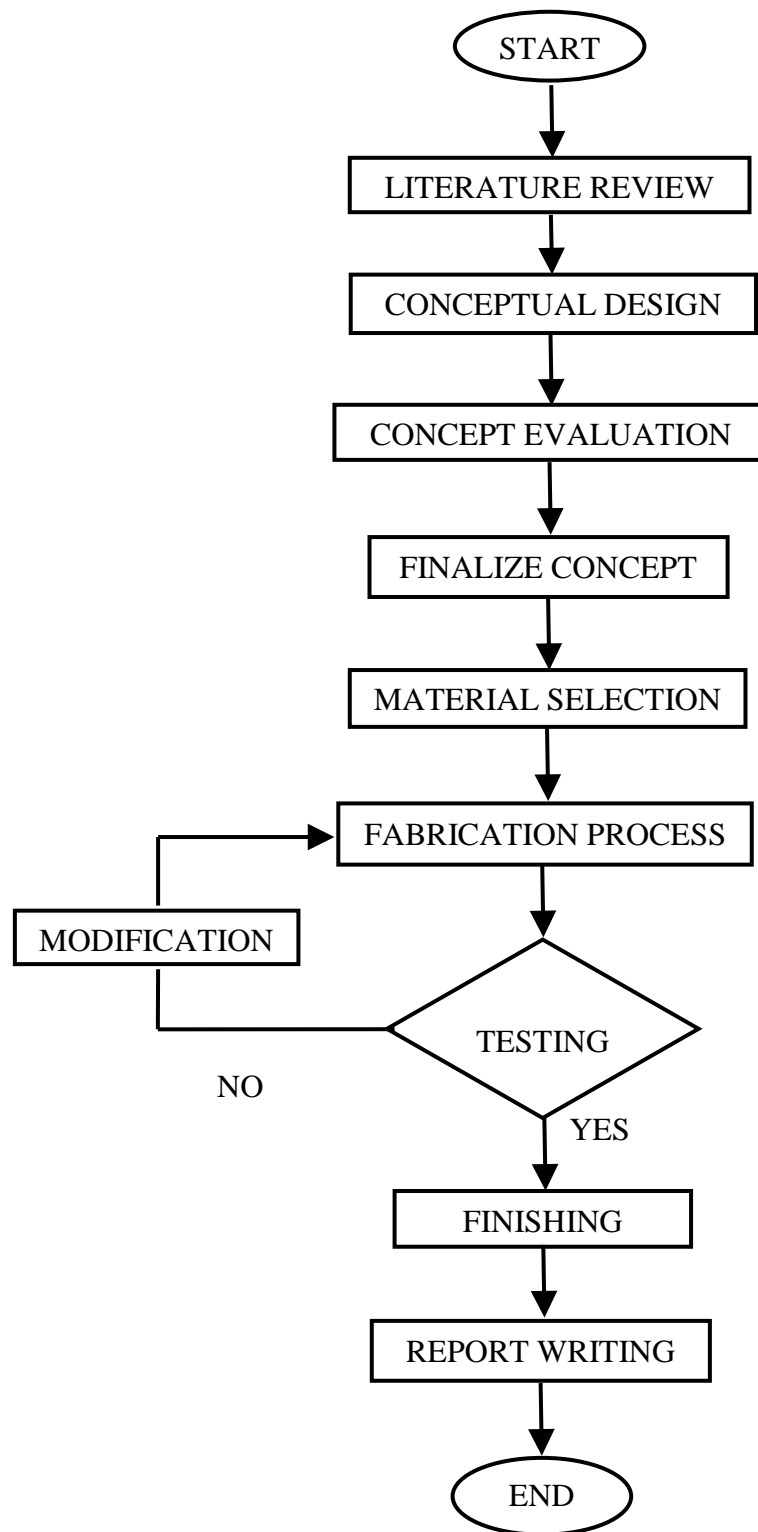 START
LITERATURE REVIEW
CONCEPTUAL DESIGN
CONCEPT EVALUATION
FINALIZE CONCEPT
MATERIAL SELECTION
FABRICATION PROCESS
MODIFICATION
TESTING
NO
YES
FINISHING
REPORT WRITING
END